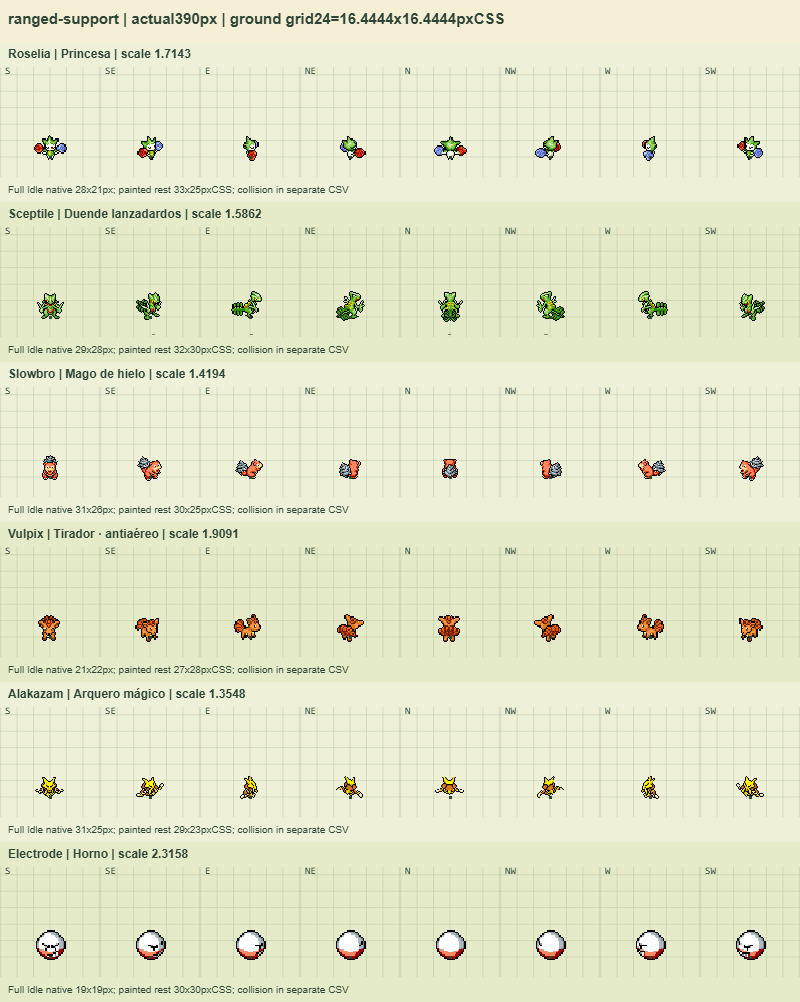 ranged-support | actual390px | ground grid24=16.4444x16.4444pxCSS
Roselia | Princesa | scale 1.7143
S SE E NE N NW W SW
Full Idle native 28x21px; painted rest 33x25pxCSS; collision in separate CSV
Sceptile | Duende lanzadardos | scale 1.5862
S SE E NE N NW W SW
Full Idle native 29x28px; painted rest 32x30pxCSS; collision in separate CSV
Slowbro | Mago de hielo | scale 1.4194
S SE E NE N NW W SW
Full Idle native 31x26px; painted rest 30x25pxCSS; collision in separate CSV
Vulpix | Tirador · antiaéreo | scale 1.9091
S SE E NE N NW W SW
Full Idle native 21x22px; painted rest 27x28pxCSS; collision in separate CSV
Alakazam | Arquero mágico | scale 1.3548
S SE E NE N NW W SW
Full Idle native 31x25px; painted rest 29x23pxCSS; collision in separate CSV
Electrode | Horno | scale 2.3158
S SE E NE N NW W SW
Full Idle native 19x19px; painted rest 30x30pxCSS; collision in separate CSV